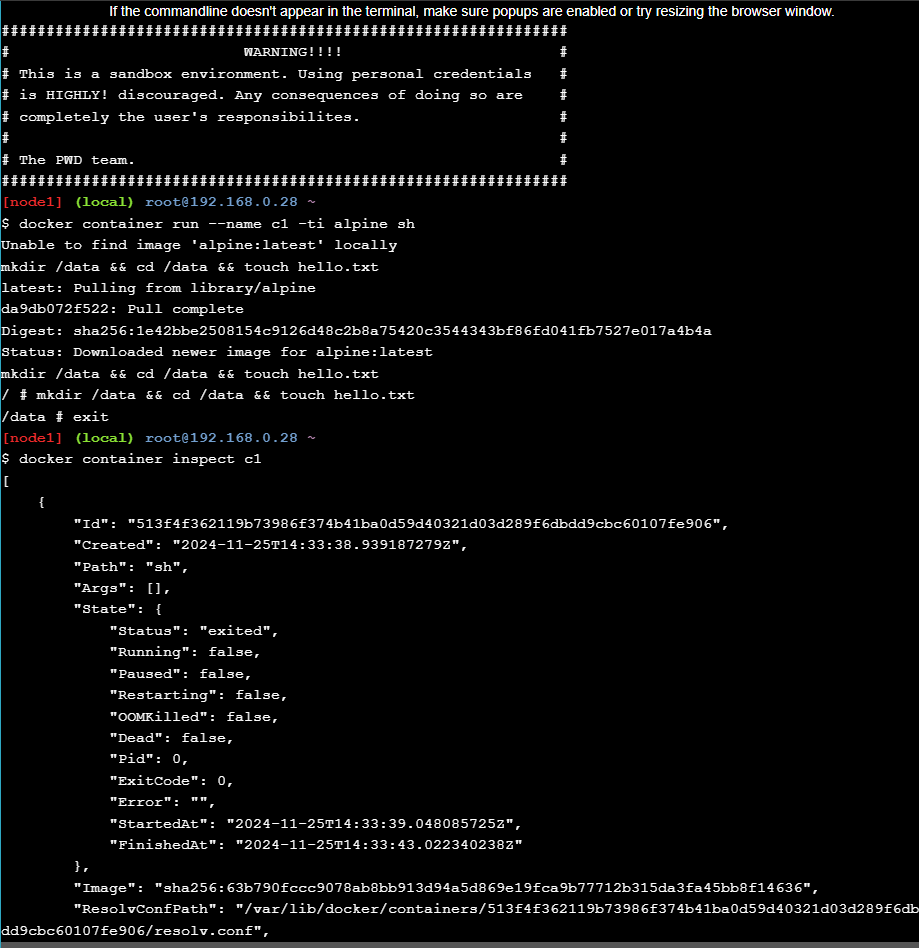 If the commandline doesn't appear in the terminal, make sure popups are enabled or try resizing the browser window.
###############################################################
#                          WARNING!!!!                        #
# This is a sandbox environment. Using personal credentials   #
# is HIGHLY! discouraged. Any consequences of doing so are    #
# completely the user's responsibilites.                      #
#                                                             #
# The PWD team.                                               #
###############################################################
[node1] (local) root@192.168.0.28 ~
$ docker container run --name c1 -ti alpine sh
Unable to find image 'alpine:latest' locally
mkdir /data && cd /data && touch hello.txt
latest: Pulling from library/alpine
da9db072f522: Pull complete
Digest: sha256:1e42bbe2508154c9126d48c2b8a75420c3544343bf86fd041fb7527e017a4b4a
Status: Downloaded newer image for alpine:latest
mkdir /data && cd /data && touch hello.txt
/ # mkdir /data && cd /data && touch hello.txt
/data # exit
[node1] (local) root@192.168.0.28 ~
$ docker container inspect c1
[
    {
        "Id": "513f4f362119b73986f374b41ba0d59d40321d03d289f6dbdd9cbc60107fe906",
        "Created": "2024-11-25T14:33:38.939187279Z",
        "Path": "sh",
        "Args": [],
        "State": {
            "Status": "exited",
            "Running": false,
            "Paused": false,
            "Restarting": false,
            "OOMKilled": false,
            "Dead": false,
            "Pid": 0,
            "ExitCode": 0,
            "Error": "",
            "StartedAt": "2024-11-25T14:33:39.048085725Z",
            "FinishedAt": "2024-11-25T14:33:43.022340238Z"
        },
        "Image": "sha256:63b790fccc9078ab8bb913d94a5d869e19fca9b77712b315da3fa45bb8f14636",
        "ResolvConfPath": "/var/lib/docker/containers/513f4f362119b73986f374b41ba0d59d40321d03d289f6db
dd9cbc60107fe906/resolv.conf",